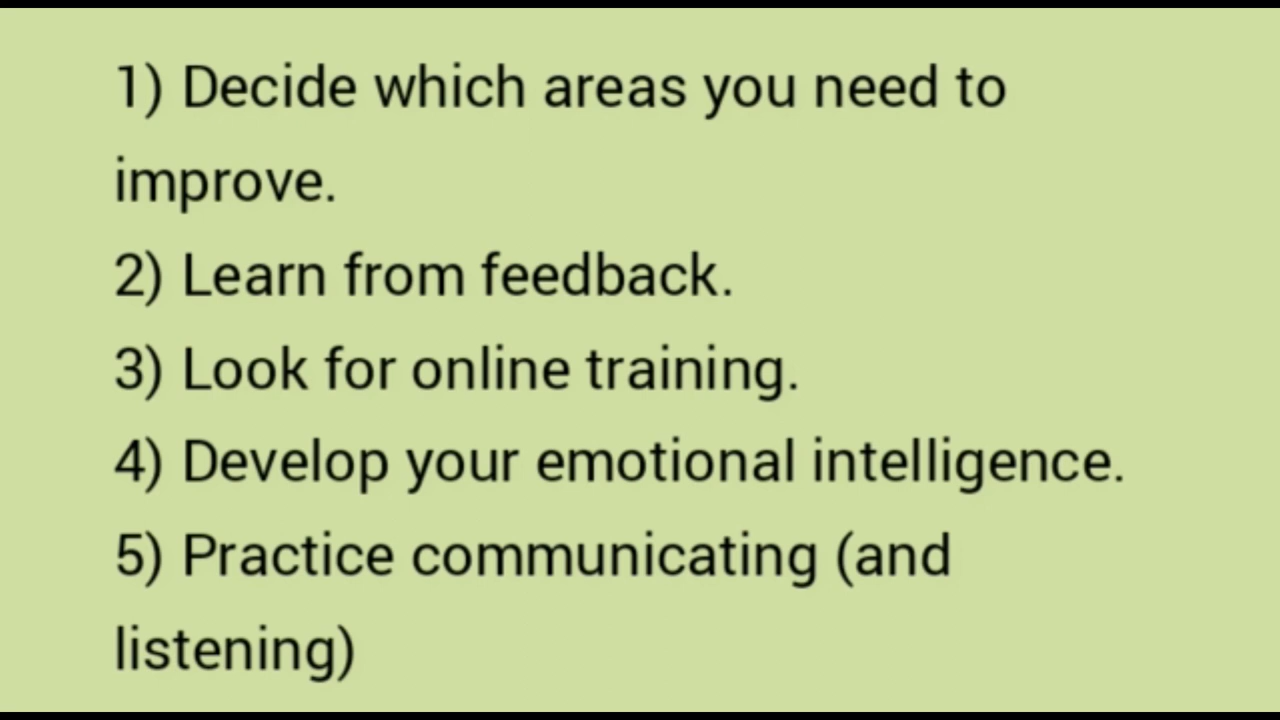 1) Decide which areas you need to
improve.
2) Learn from feedback.
3) Look for online training.
4) Develop your emotional intelligence.
5) Practice communicating (and
listening)